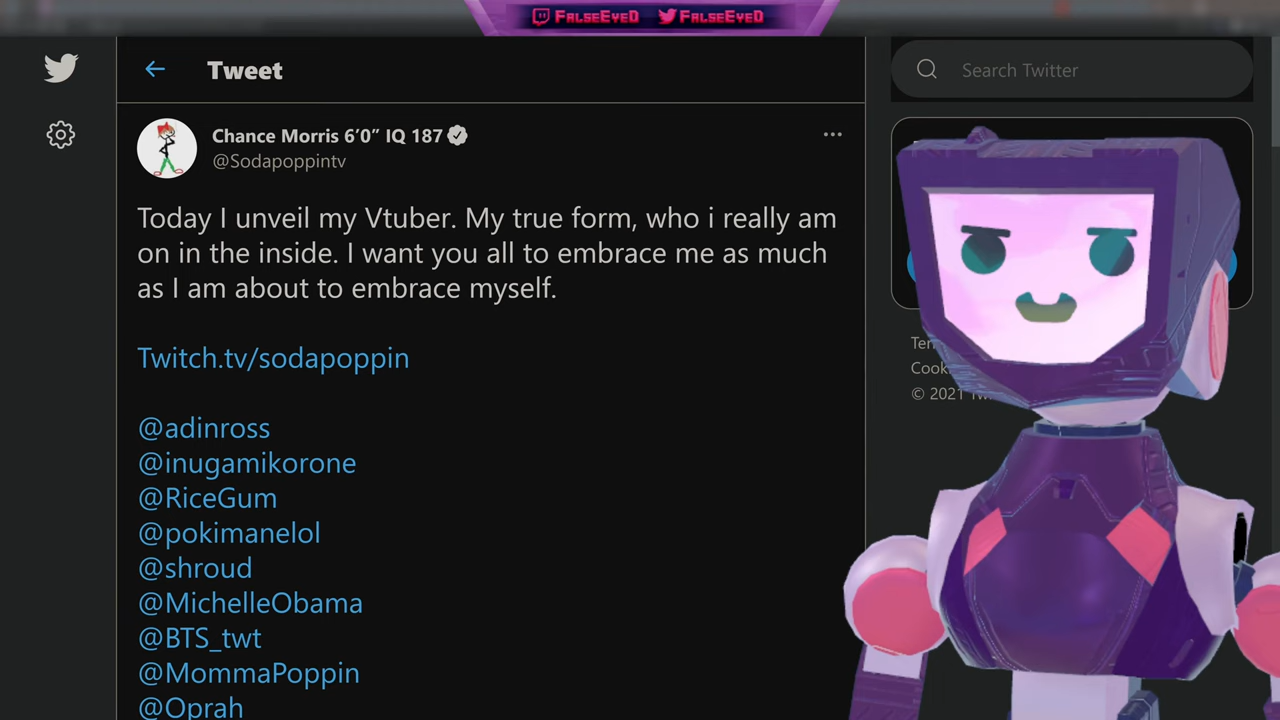 FalseEyeD FalseEyeD
Tweet
Search Twitter
Chance Morris 6’0” IQ 187
@Sodapoppintv
Today I unveil my Vtuber. My true form, who i really am
on in the inside. I want you all to embrace me as much
as I am about to embrace myself.
Twitch.tv/sodapoppin
@adinross
@inugamikorone
@RiceGum
@pokimanelol
@shroud
@MichelleObama
@BTS_twt
@MommaPoppin
@Oprah
© 2021